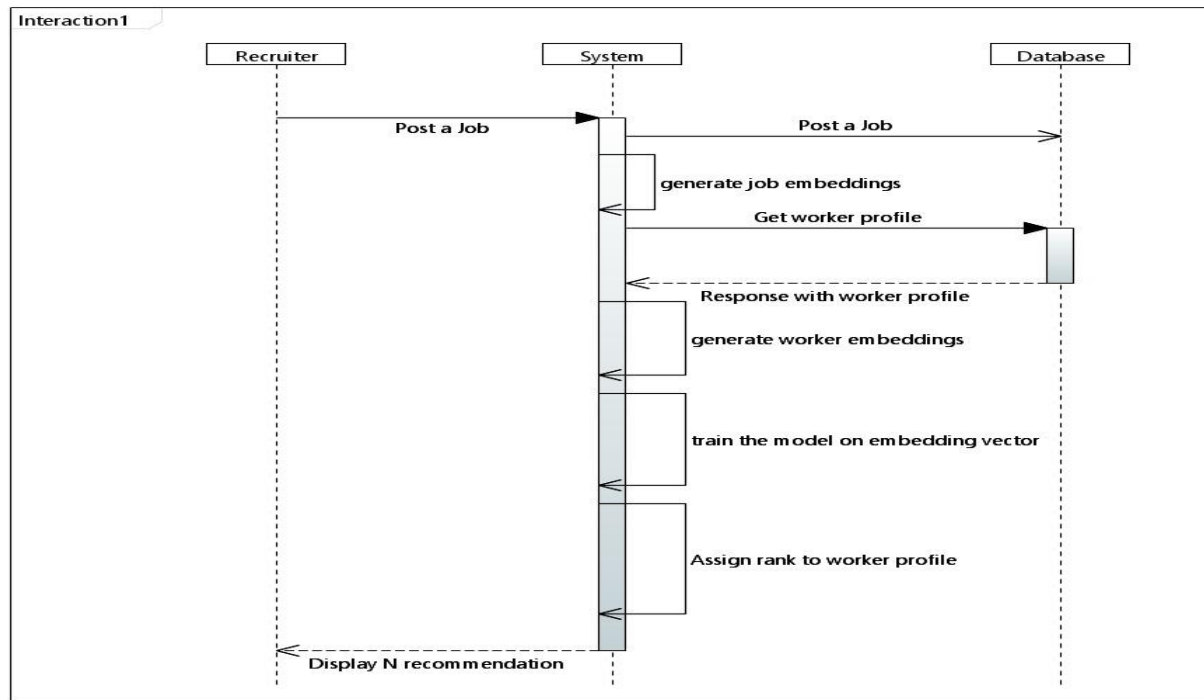 Interaction1
Recruiter
System
Database
Post a Job
Post a Job
generate job embeddings
Get worker profile
Response with worker profile
generate worker embeddings
train the model on embedding vector
Assign rank to worker profile
Display N recommendation